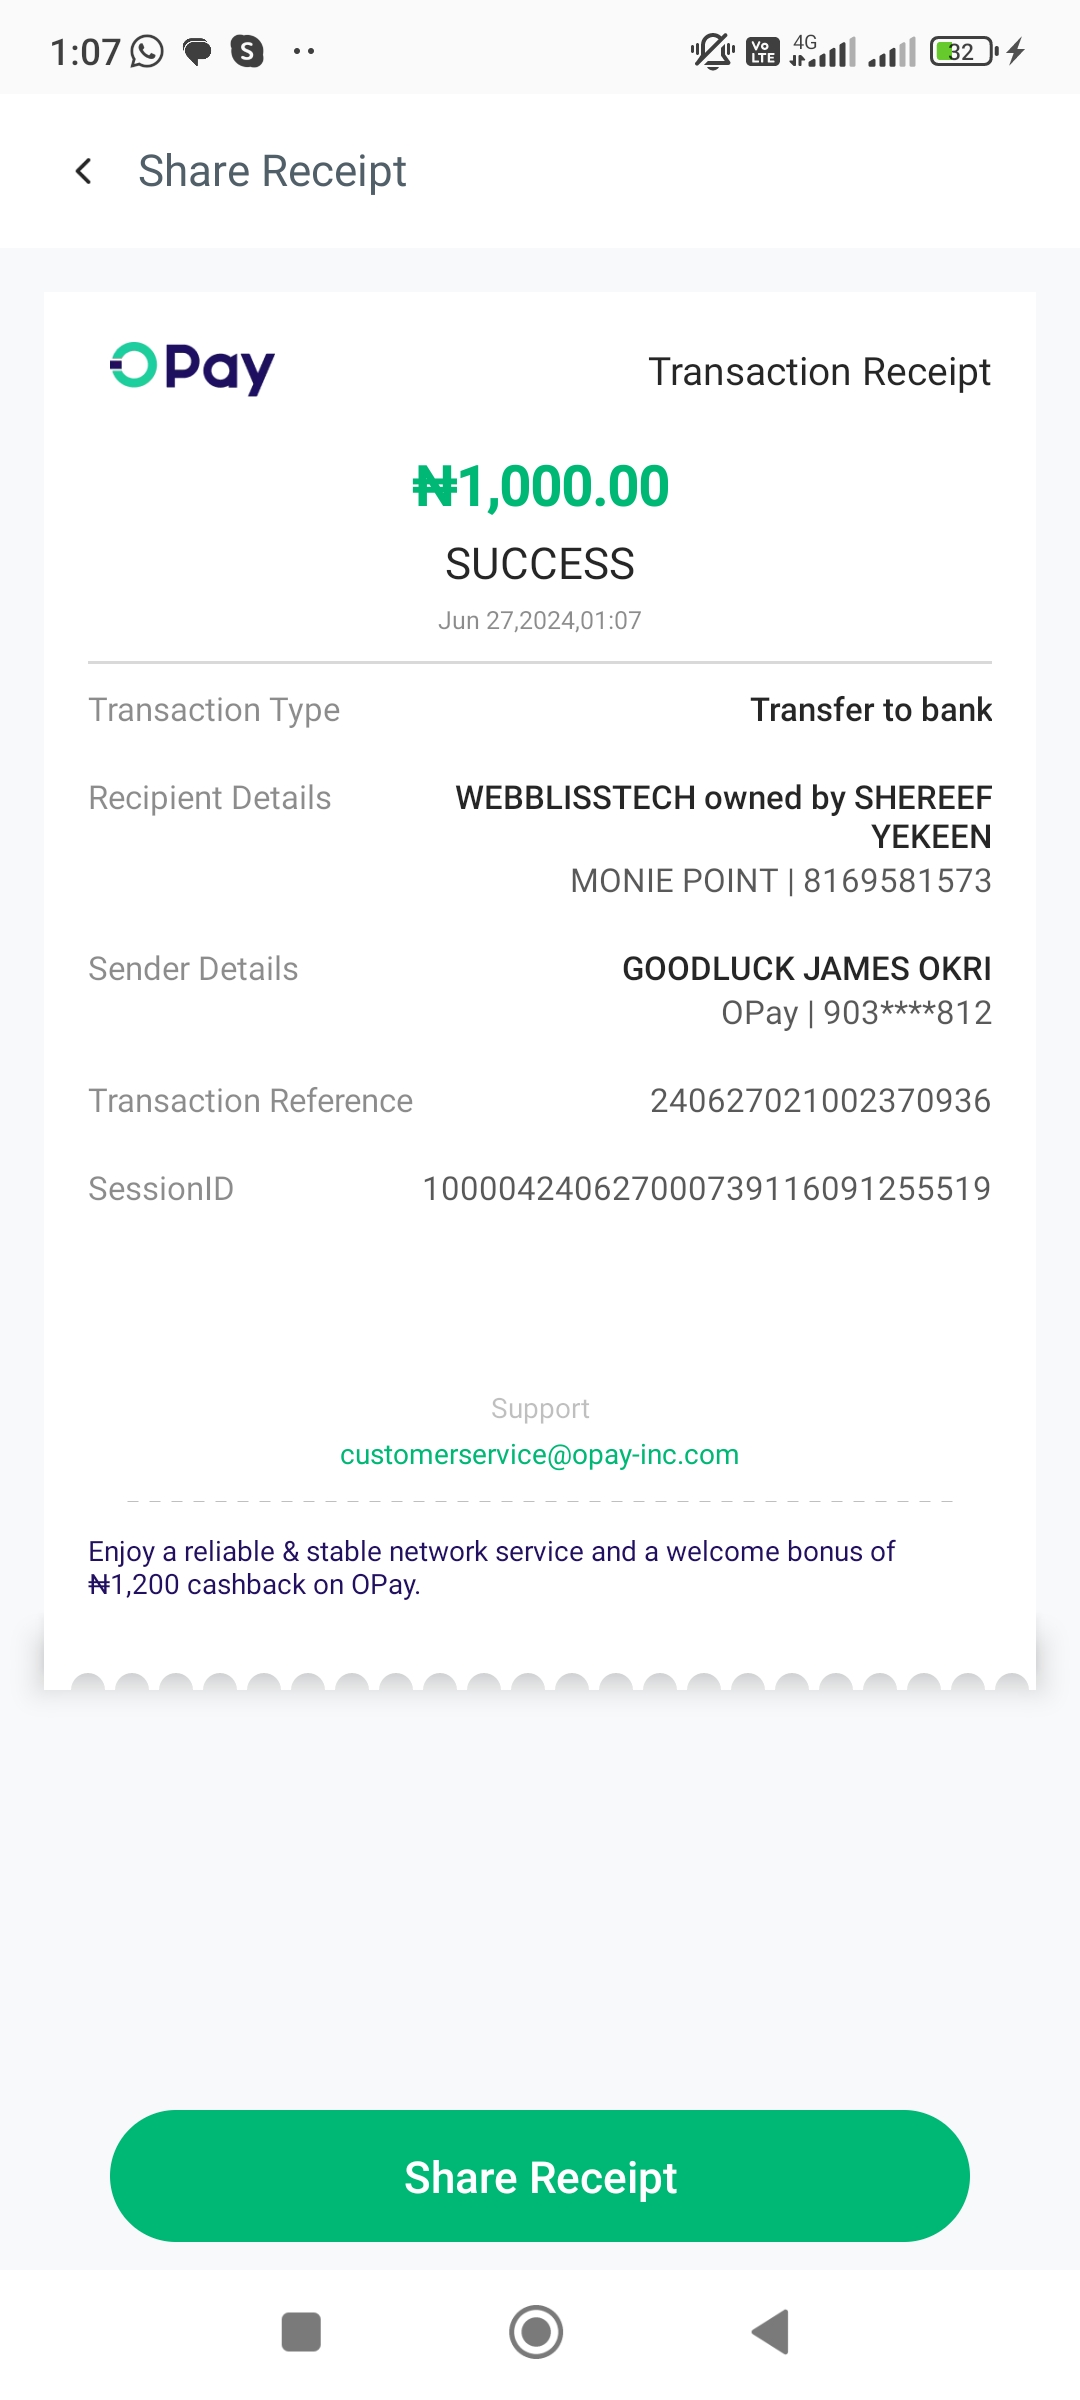 1:07
Vo LTE 4G 32
Share Receipt
OPay
Transaction Receipt
₦1,000.00
SUCCESS
Jun 27,2024,01:07
Transaction Type Transfer to bank
Recipient Details WEBBLISSTECH owned by SHEREEF
YEKEEN
MONIE POINT | 8169581573
Sender Details GOODLUCK JAMES OKRI
OPay | 903****812
Transaction Reference 240627021002370936
SessionID 100004240627000739116091255519
Support
customerservice@opay-inc.com
Enjoy a reliable & stable network service and a welcome bonus of
₦1,200 cashback on OPay.
Share Receipt